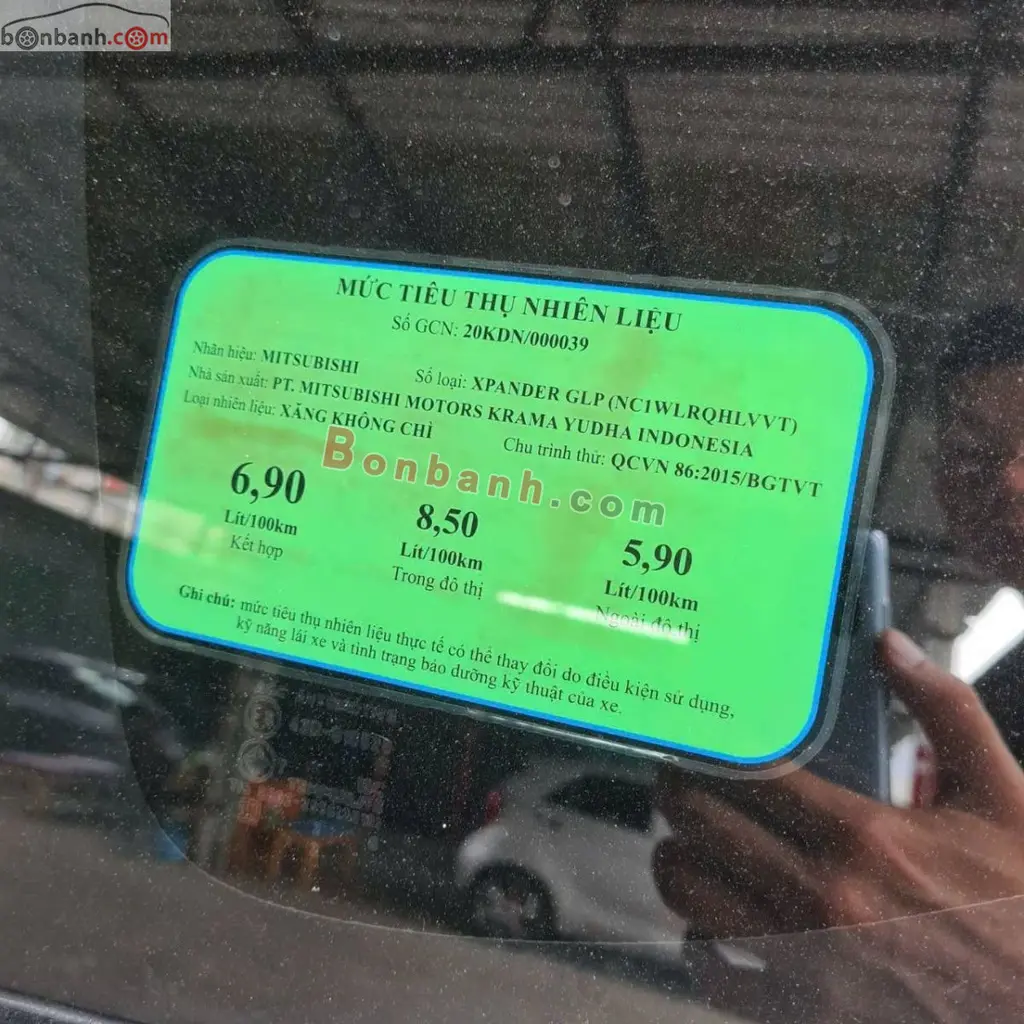 bonbanh.com
MỨC TIÊU THỤ NHIÊN LIỆU
Số GCN: 20KDN/000039
Nhãn hiệu: MITSUBISHI Số loại: XPANDER GLP (NC1WLRQHLVVT)
Nhà sản xuất: PT. MITSUBISHI MOTORS KRAMA YUDHA INDONESIA
Loại nhiên liệu: XĂNG KHÔNG CHÌ Chu trình thử: QCVN 86:2015/BGTVT
Bonbanh.com
6,90 8,50 5,90
Lít/100km Lít/100km Lít/100km
Kết hợp Trong đô thị Ngoài đô thị
Ghi chú: mức tiêu thụ nhiên liệu thực tế có thể thay đổi do điều kiện sử dụng,
kỹ năng lái xe và tình trạng bảo dưỡng kỹ thuật của xe.